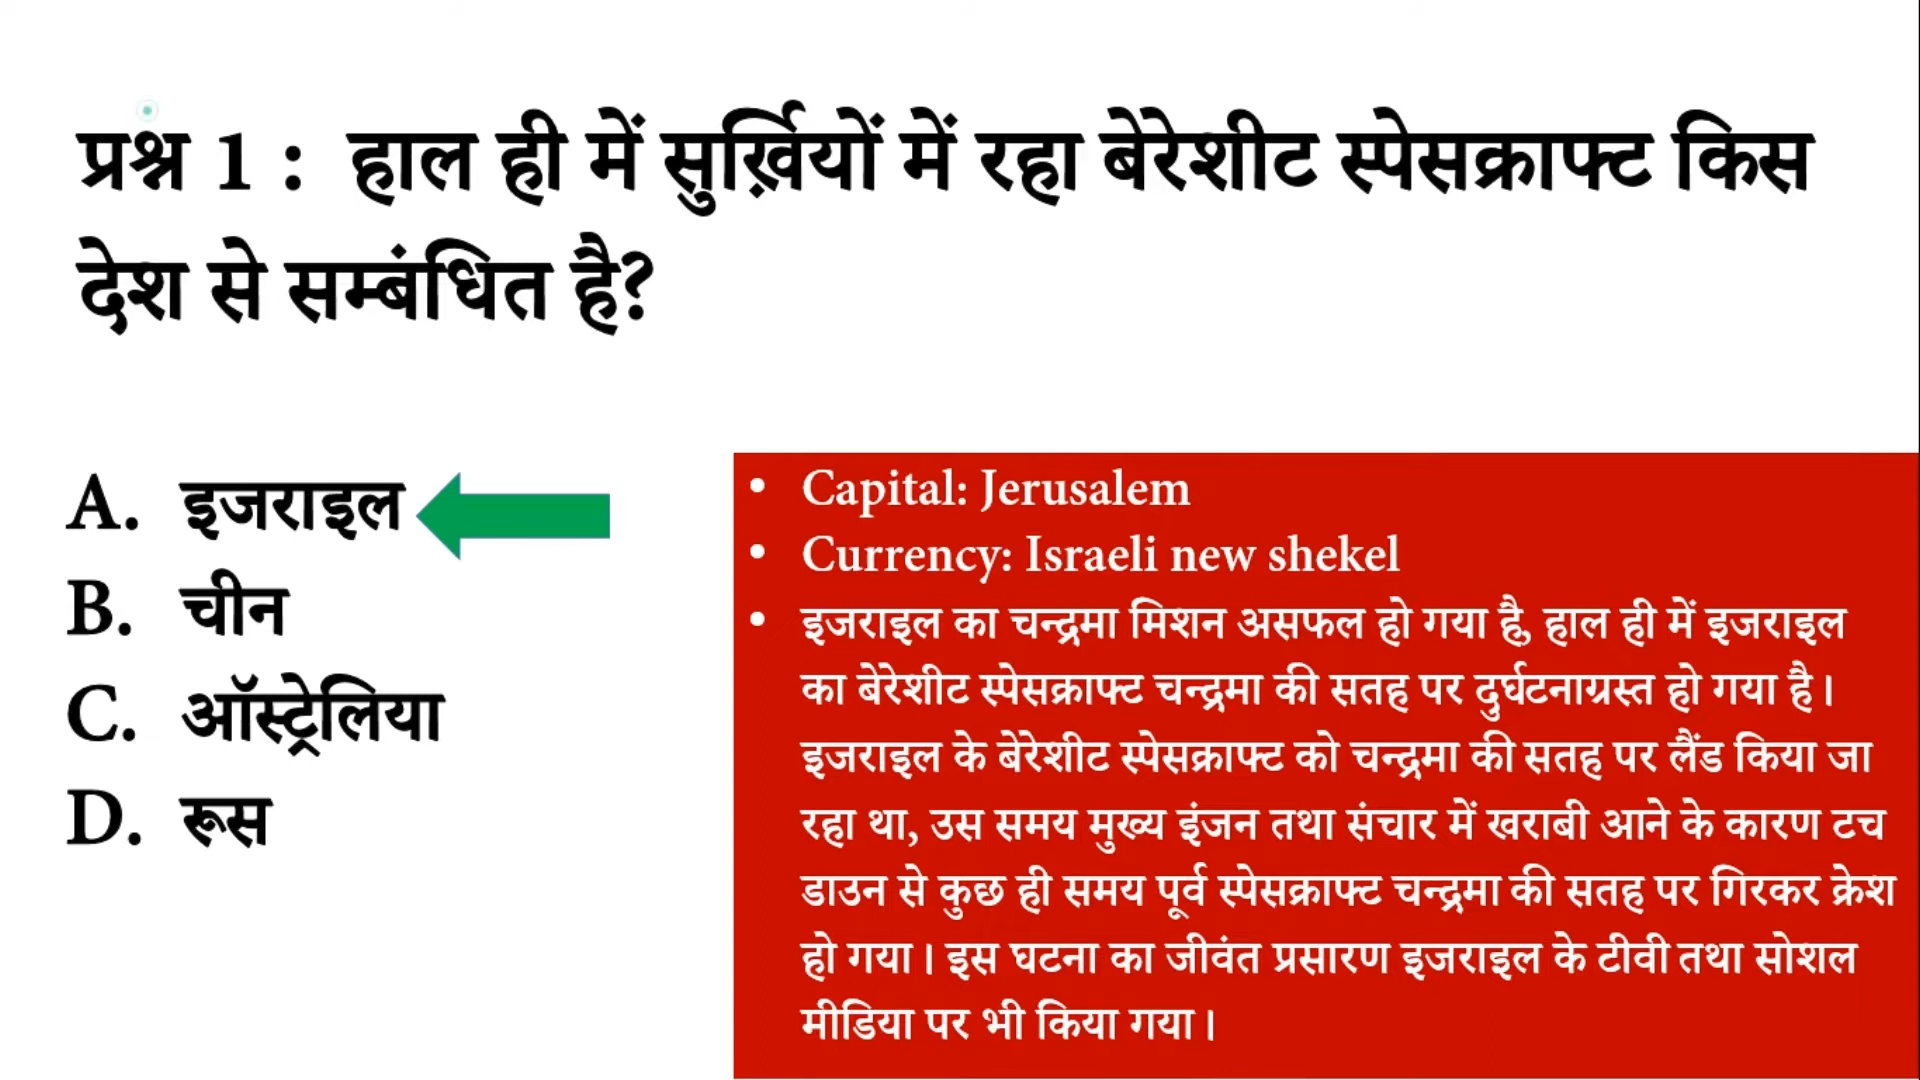 प्रश्न 1 : हाल ही में सुर्ख़ियों में रहा बेरेशीट स्पेसक्राफ्ट किस
देश से सम्बंधित है?
A. इजराइल
B. चीन
C. ऑस्ट्रेलिया
D. रूस
• Capital: Jerusalem
• Currency: Israeli new shekel
• इजराइल का चन्द्रमा मिशन असफल हो गया है, हाल ही में इजराइल
का बेरेशीट स्पेसक्राफ्ट चन्द्रमा की सतह पर दुर्घटनाग्रस्त हो गया है।
इजराइल के बेरेशीट स्पेसक्राफ्ट को चन्द्रमा की सतह पर लैंड किया जा
रहा था, उस समय मुख्य इंजन तथा संचार में खराबी आने के कारण टच
डाउन से कुछ ही समय पूर्व स्पेसक्राफ्ट चन्द्रमा की सतह पर गिरकर क्रेश
हो गया। इस घटना का जीवंत प्रसारण इजराइल के टीवी तथा सोशल
मीडिया पर भी किया गया।